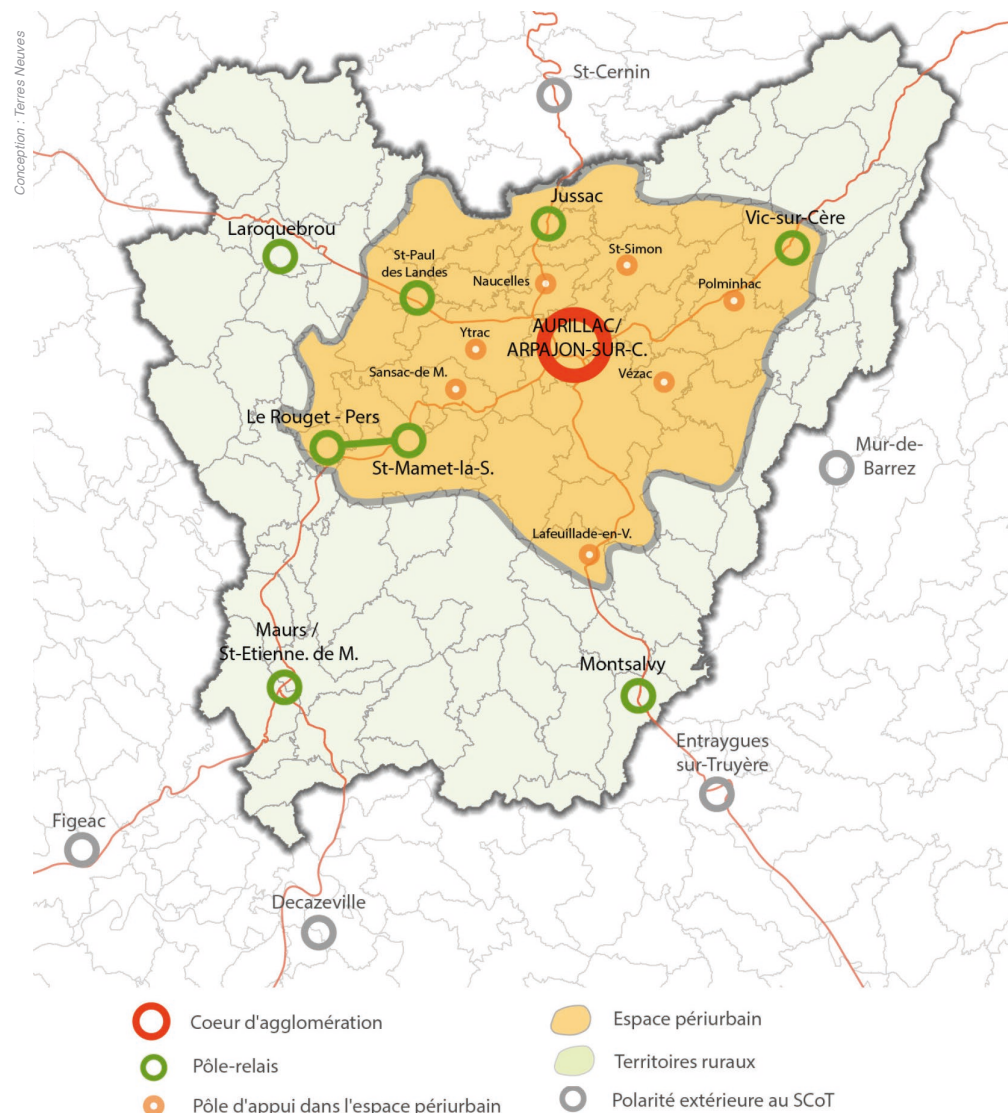 Conception : Terres Neuves
St-Cernin
Jussac
Vic-sur-Cère
Laroquebrou
St-Paul
des Landes
St-Simon
Naucelles
Polminhac
AURILLAC/
ARPAJON-SUR-C.
Ytrac
Sansac-de M.
Vézac
Le Rouget - Pers
St-Mamet-la-S.
Mur-de-
Barrez
Lafeuillade-en-V.
Maurs /
St-Etienne. de M.
Montsalvy
Entraygues
sur-Truyère
Figeac
Decazeville
Coeur d'agglomération
Pôle-relais
Pôle d'appui dans l'espace périurbain
Espace périurbain
Territoires ruraux
Polarité extérieure au SCoT